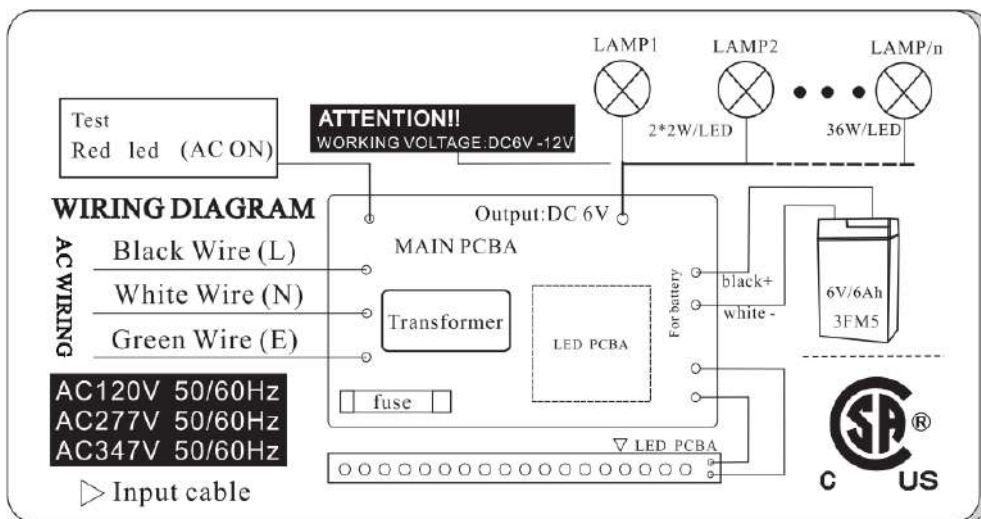 LAMP1
LAMP2
LAMP/n
2*2W/LED
36W/LED
Test
Red led (AC ON)
ATTENTION!!
WORKING VOLTAGE:DC6V -12V
WIRING DIAGRAM
AC WIRING
Black Wire (L)
White Wire (N)
Green Wire (E)
Output:DC 6V
MAIN PCBA
Transformer
LED PCBA
For battery
black+
white -
6V/6Ah
3FM5
fuse
AC120V 50/60Hz
AC277V 50/60Hz
AC347V 50/60Hz
▷ Input cable
▽ LED PCBA
SA ®
C US